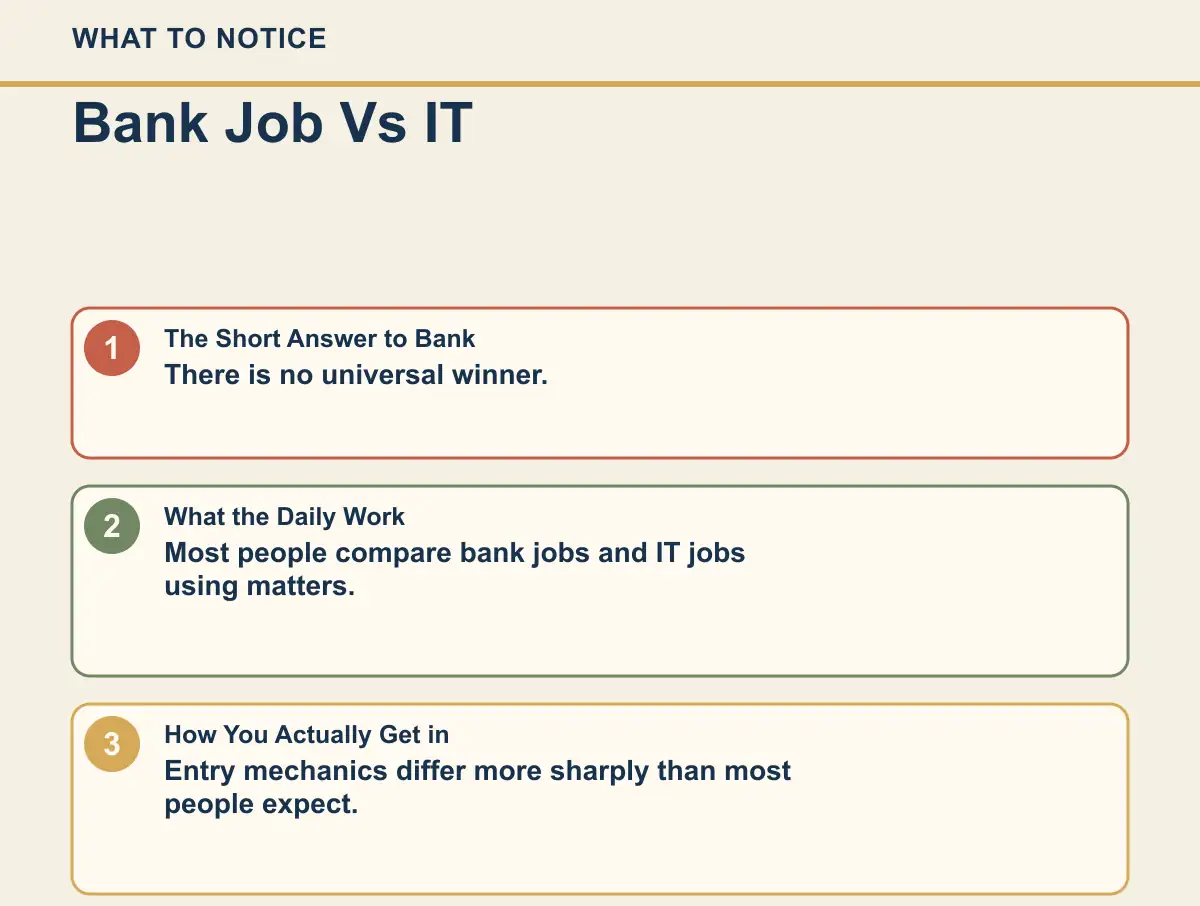 WHAT TO NOTICE
Bank Job Vs IT
1
The Short Answer to Bank
There is no universal winner.
2
What the Daily Work
Most people compare bank jobs and IT jobs
using matters.
3
How You Actually Get in
Entry mechanics differ more sharply than most
people expect.